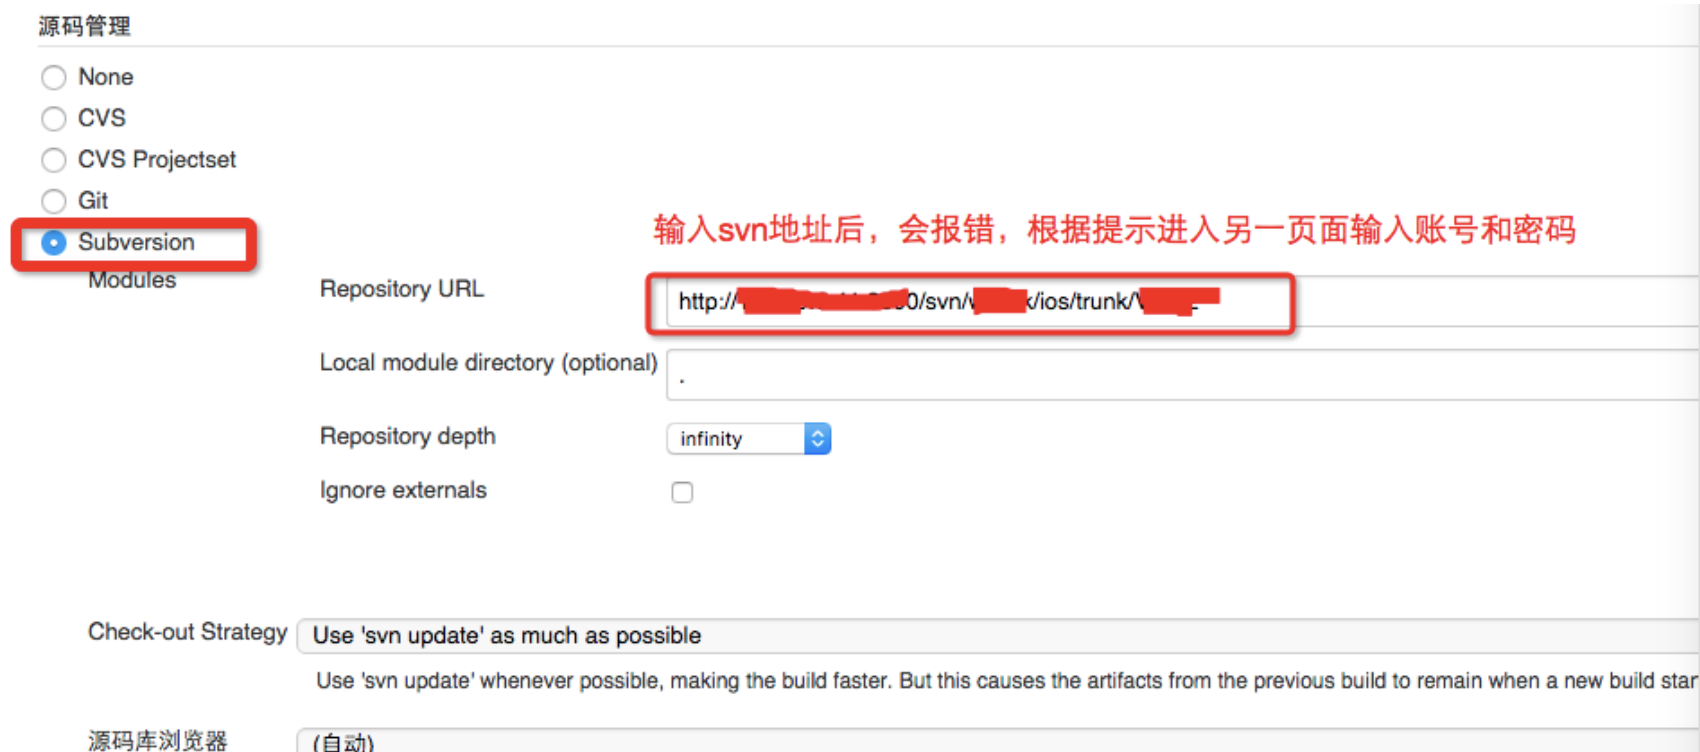 源码管理
None
CVS
CVS Projectset
Git
Subversion
输入svn地址后，会报错，根据提示进入另一页面输入账号和密码
Modules
Repository URL
http:// 0/svn/ k/ios/trunk/
Local module directory (optional)
.
Repository depth
infinity
Ignore externals
Check-out Strategy
Use 'svn update' as much as possible
Use 'svn update' whenever possible, making the build faster. But this causes the artifacts from the previous build to remain when a new build star
源码库浏览器
(自动)